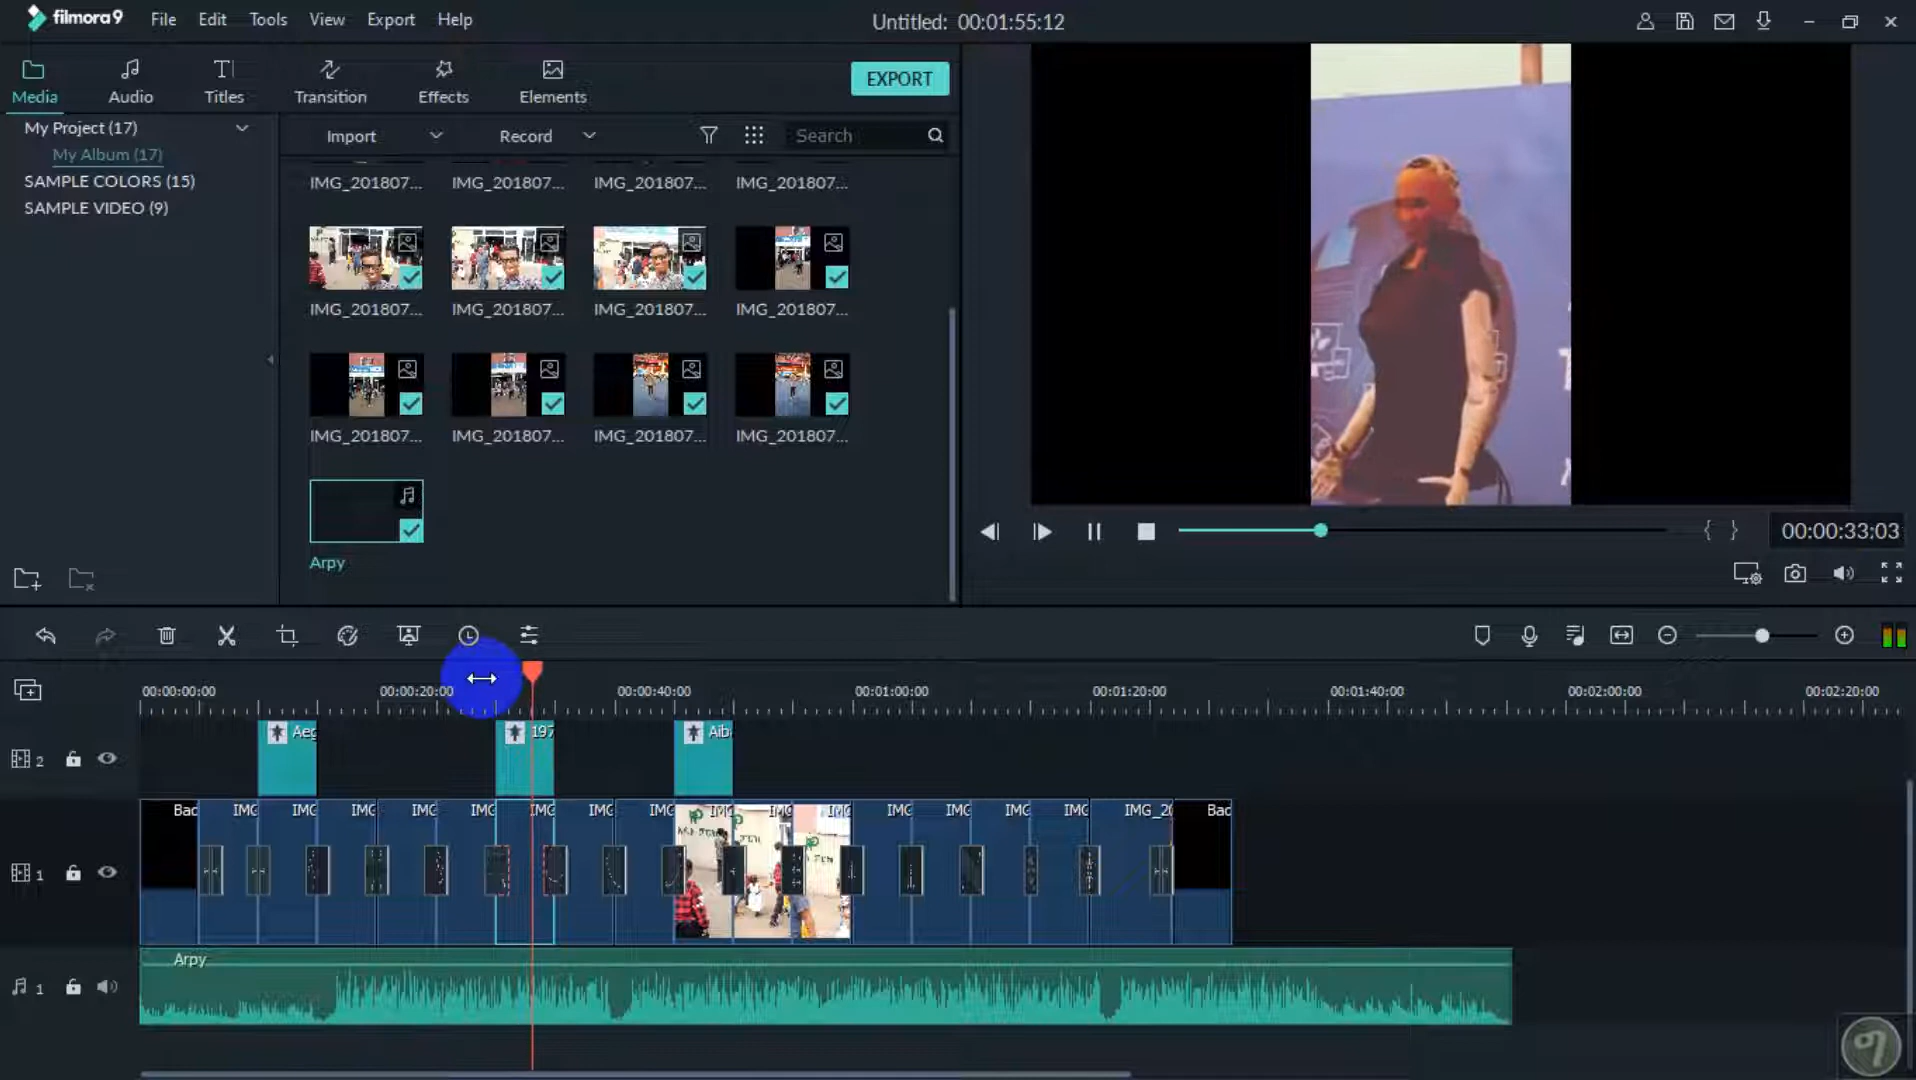 filmora9 File Edit Tools View Export Help
Untitled: 00:01:55:12
Media Audio Titles Transition Effects Elements
EXPORT
My Project (17)
My Album (17)
SAMPLE COLORS (15)
SAMPLE VIDEO (9)
Import Record Search
IMG_201807... IMG_201807... IMG_201807... IMG_201807...
IMG_201807... IMG_201807... IMG_201807... IMG_201807...
IMG_201807... IMG_201807... IMG_201807... IMG_201807...
Arpy
{ } 00:00:33:03
00:00:00:00 00:00:20:00 00:00:40:00 00:01:00:00 00:01:20:00 00:01:40:00 00:02:00:00 00:02:20:00
2 Aeg 197 Aib
1 Bac IMG IMG IMG IMG IMG IMG IMG IMG IMG IMG IMG IMG IMG IMG IMG IMG_20 Bac
Arpy
1